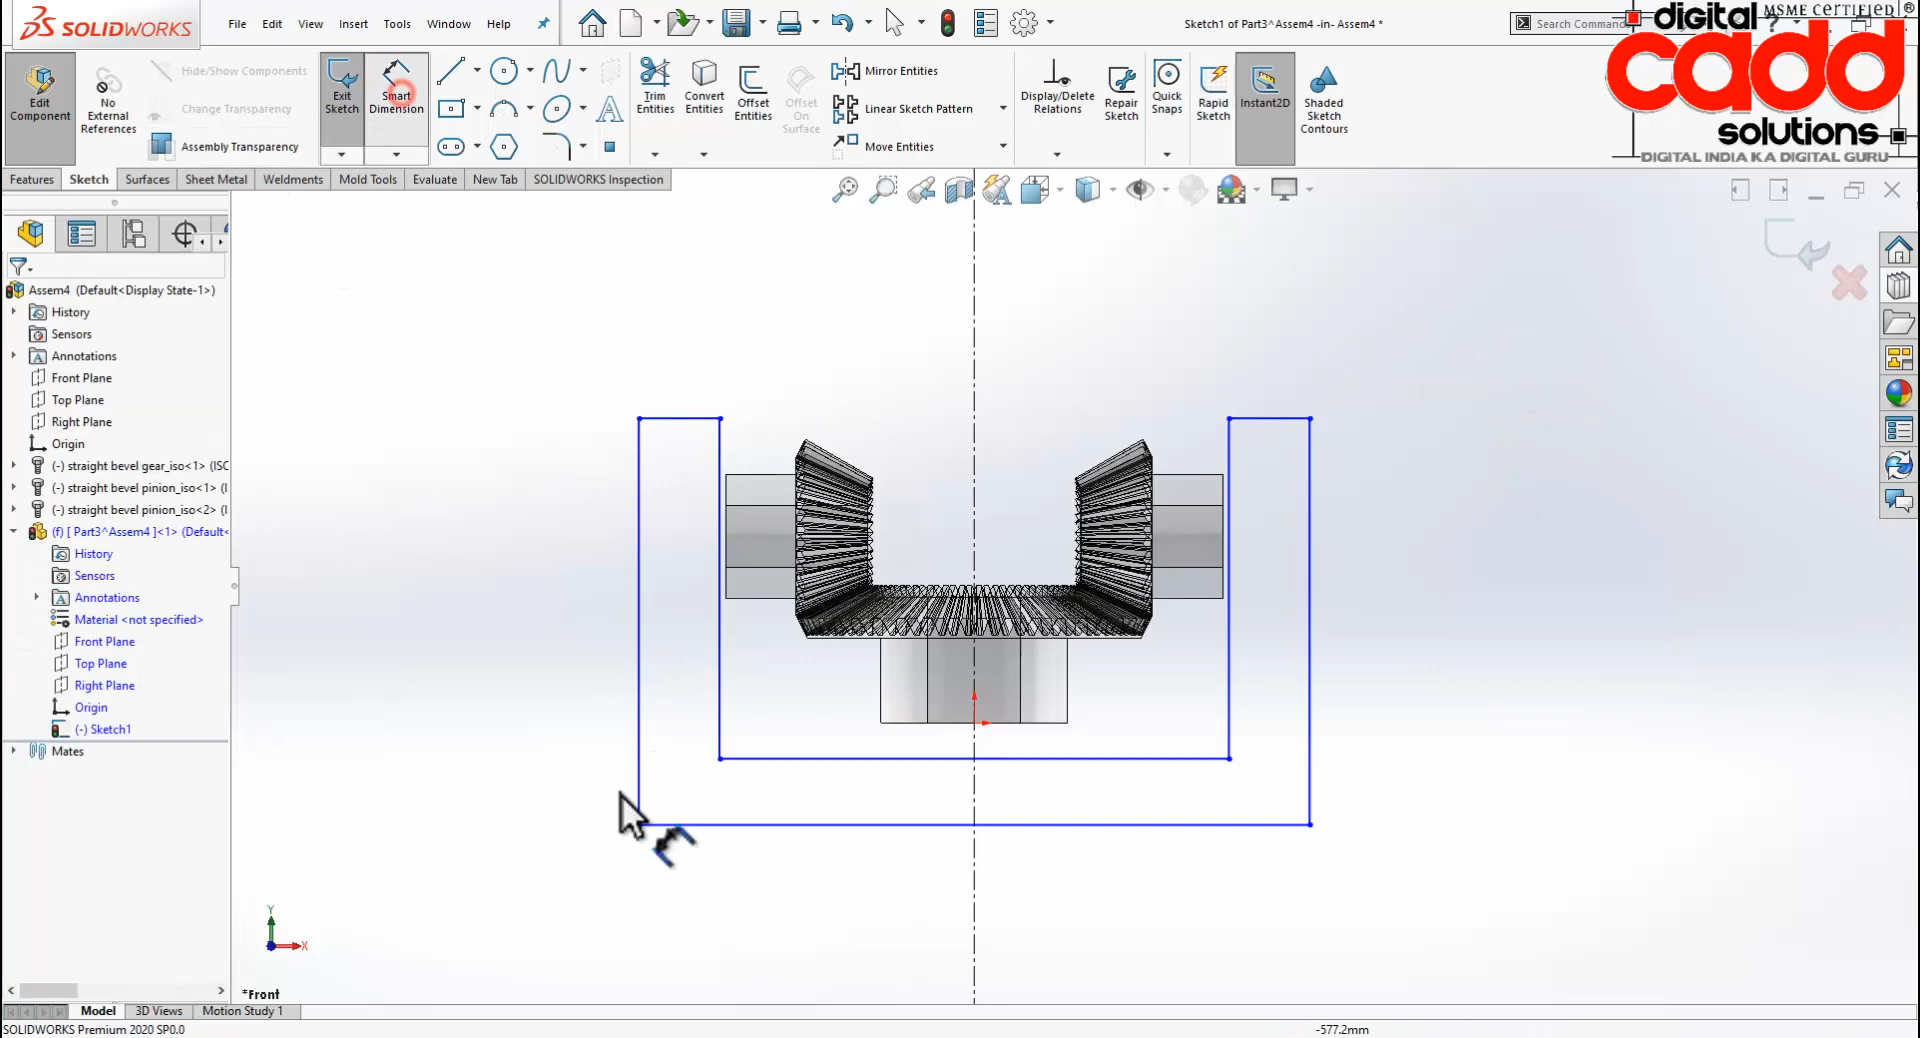 SOLIDWORKS File Edit View Insert Tools Window Help Sketch1 of Part3^Assem4 -in- Assem4 * Search Comman
digital MSME CERTIFIED ®
cadd
solutions
DIGITAL INDIA KA DIGITAL GURU
Edit Component
No External References
Hide/Show Components
Change Transparency
Assembly Transparency
Exit Sketch
Smart Dimension
Trim Entities
Convert Entities
Offset Entities
Offset On Surface
Mirror Entities
Linear Sketch Pattern
Move Entities
Display/Delete Relations
Repair Sketch
Quick Snaps
Rapid Sketch
Instant2D
Shaded Sketch Contours
Features Sketch Surfaces Sheet Metal Weldments Mold Tools Evaluate New Tab SOLIDWORKS Inspection
Assem4 (Default<Display State-1>)
History
Sensors
Annotations
Front Plane
Top Plane
Right Plane
Origin
(-) straight bevel gear_iso<1> (ISC
(-) straight bevel pinion_iso<1> (I
(-) straight bevel pinion_iso<2> (I
(f) [ Part3^Assem4 ]<1> (Default<
History
Sensors
Annotations
Material <not specified>
Front Plane
Top Plane
Right Plane
Origin
(-) Sketch1
Mates
Y
X
*Front
Model 3D Views Motion Study 1
SOLIDWORKS Premium 2020 SP0.0 -577.2mm